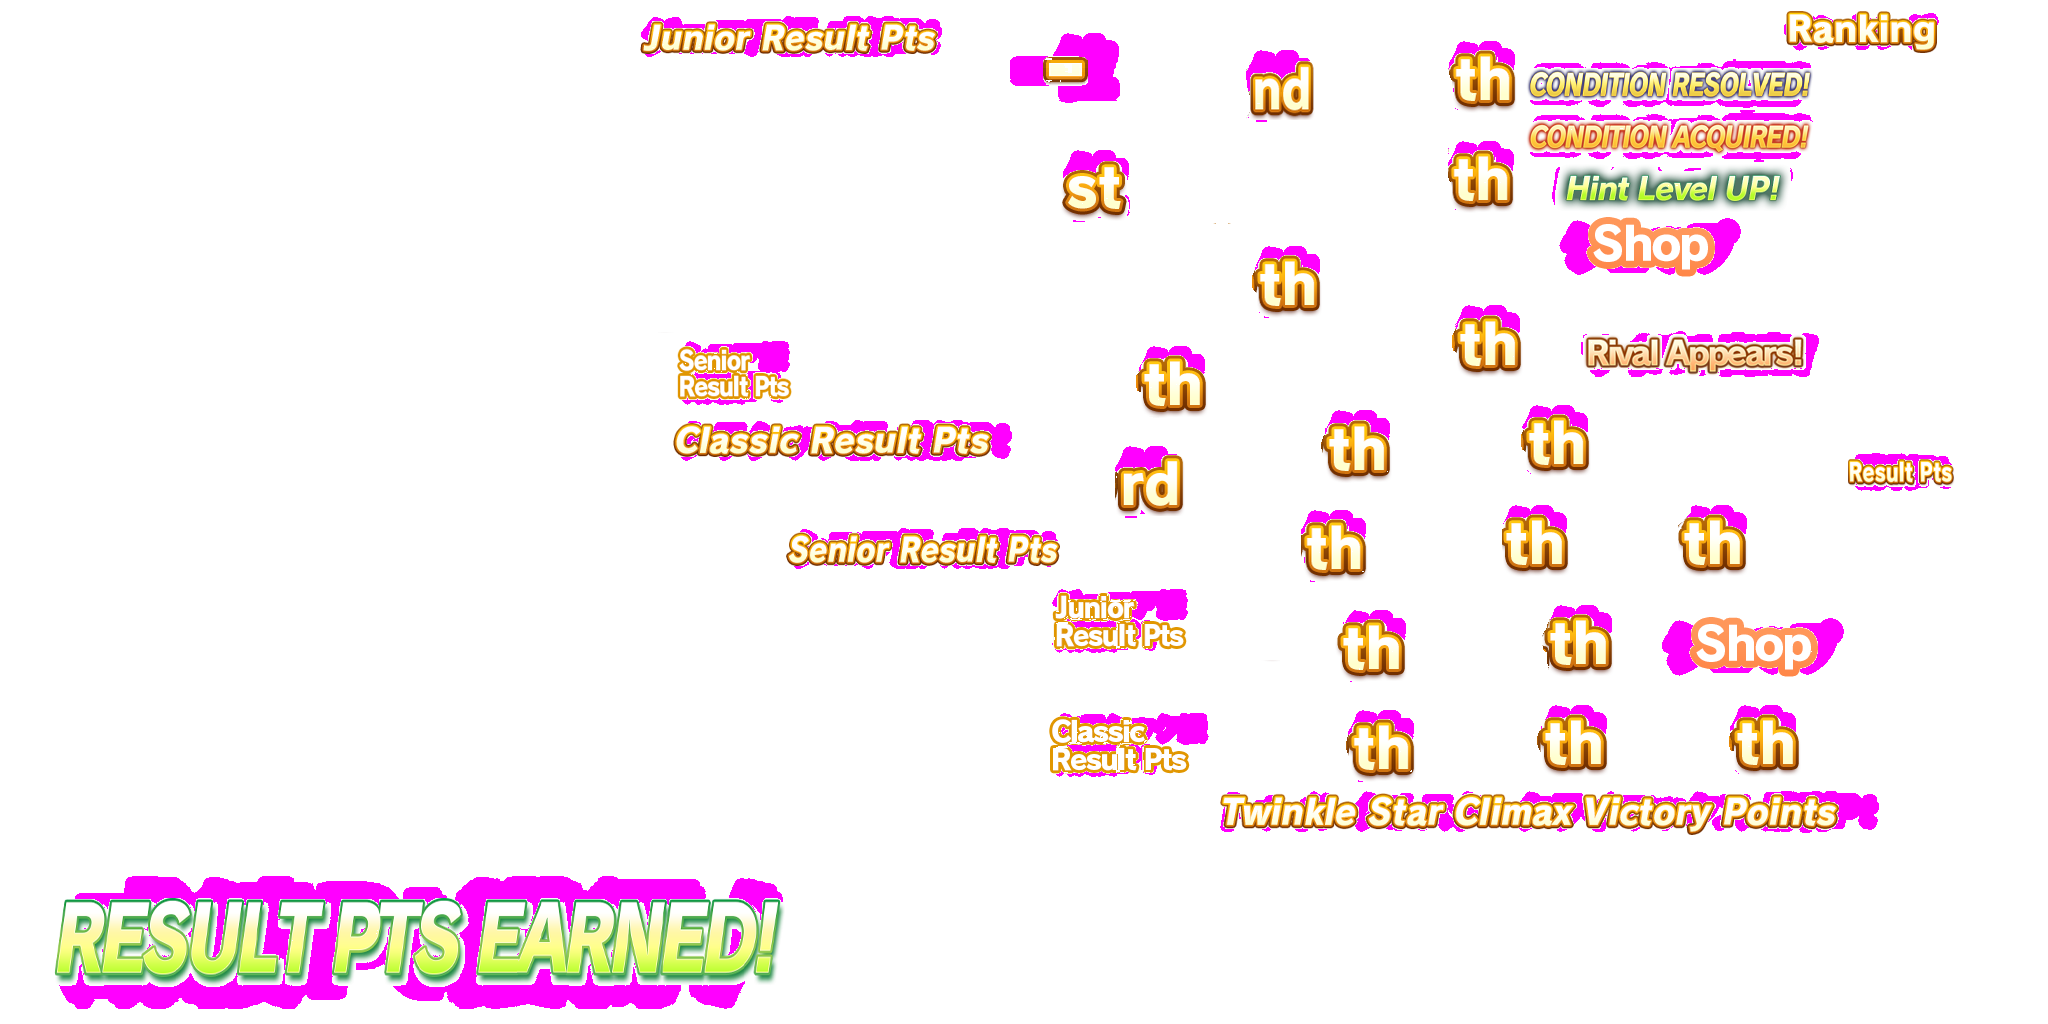 Junior Result Pts
Ranking
-
nd
th
CONDITION RESOLVED!
CONDITION ACQUIRED!
st
th
Hint Level UP!
Shop
th
th
Rival Appears!
Senior
Result Pts
th
Classic Result Pts
th
th
Result Pts
rd
Senior Result Pts
th
th
th
Junior
Result Pts
th
th
Shop
Classic
Result Pts
th
th
th
Twinkle Star Climax Victory Points
RESULT PTS EARNED!